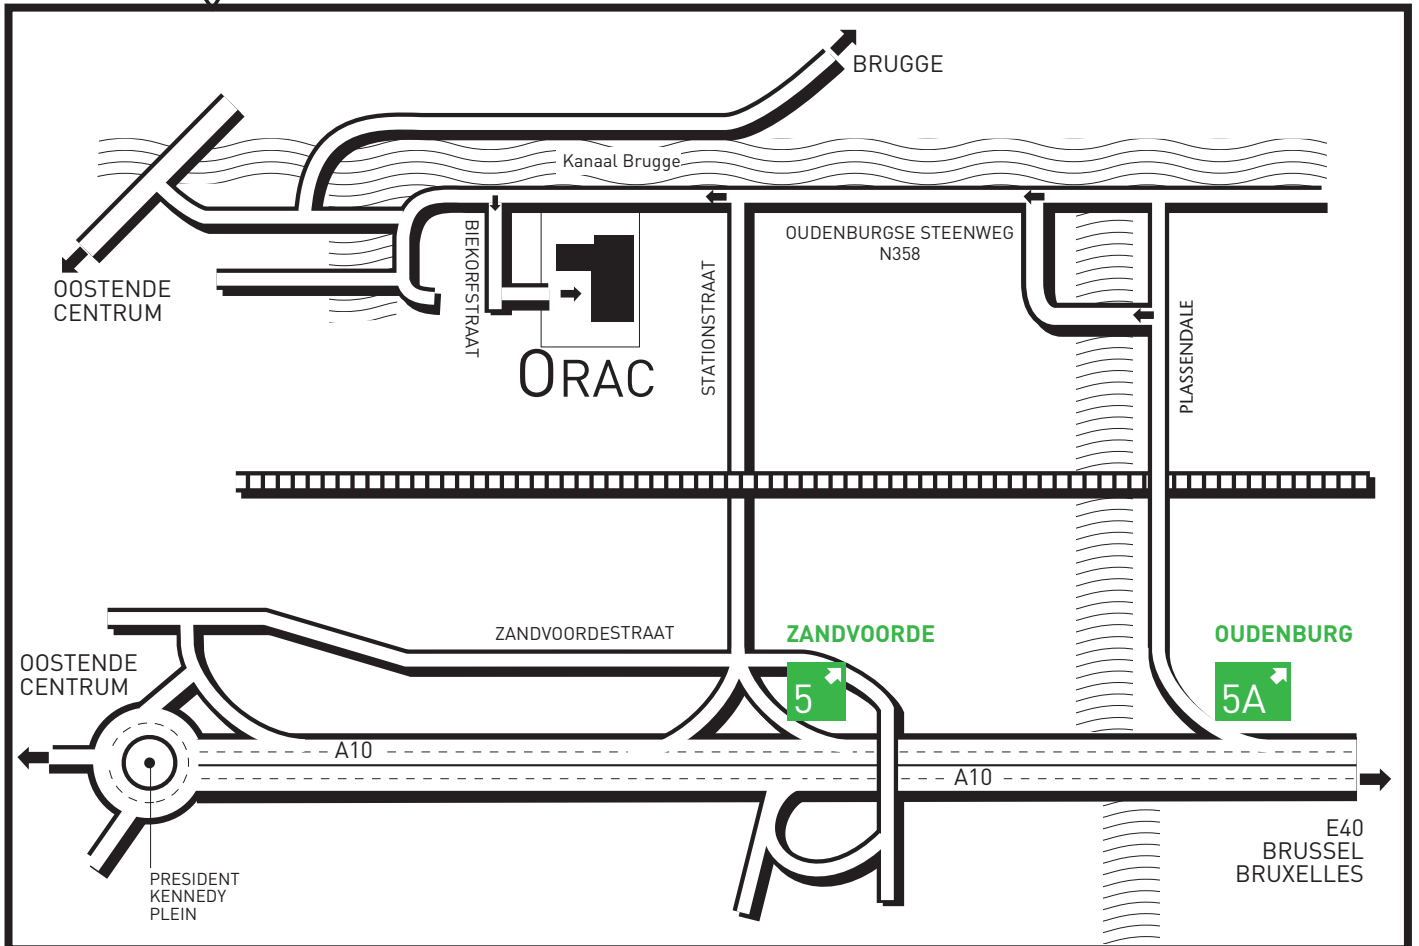 BRUGGE
Kanaal Brugge
OOSTENDE
CENTRUM
BIEKORFSTRAAT
OUDENBURGSE STEENWEG
N358
STATIONSTRAAT
PLASSENDALE
ORAC
ZANDVOORDESTRAAT
ZANDVOORDE
5
OUDENBURG
5A
OOSTENDE
CENTRUM
A10
A10
E40
BRUSSEL
BRUXELLES
PRESIDENT
KENNEDY
PLEIN